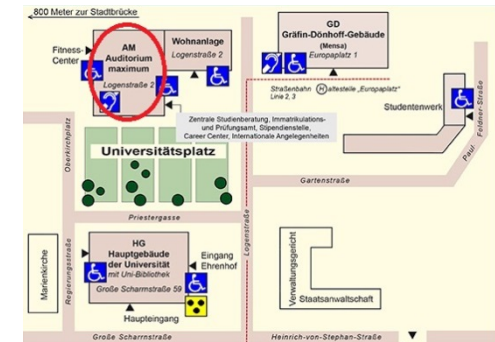 800 Meter zur Stadtbrücke
Fitness-
Center
AM
Auditorium
maximum
Logenstraße 2
Wohnanlage
Logenstraße 2
GD
Gräfin-Dönhoff-Gebäude
(Mensa)
Europaplatz 1
Straßenbahn H altestelle „Europaplatz"
Linie 2, 3
Studentenwerk
Paul Feldner-Straße
Zentrale Studienberatung, Immatrikulations-
und Prüfungsamt, Stipendienstelle,
Career Center, Internationale Angelegenheiten
Oberkirchplatz
Universitätsplatz
Gartenstraße
Priestergasse
Logenstraße
Marienkirche
Regierungsstraße
HG
Hauptgebäude
der Universität
mit Uni-Bibliothek
Große Scharrnstraße 59
Eingang
Ehrenhof
Haupteingang
Verwaltungsgericht
Staatsanwaltschaft
Große Scharrnstraße
Heinrich-von-Stephan-Straße